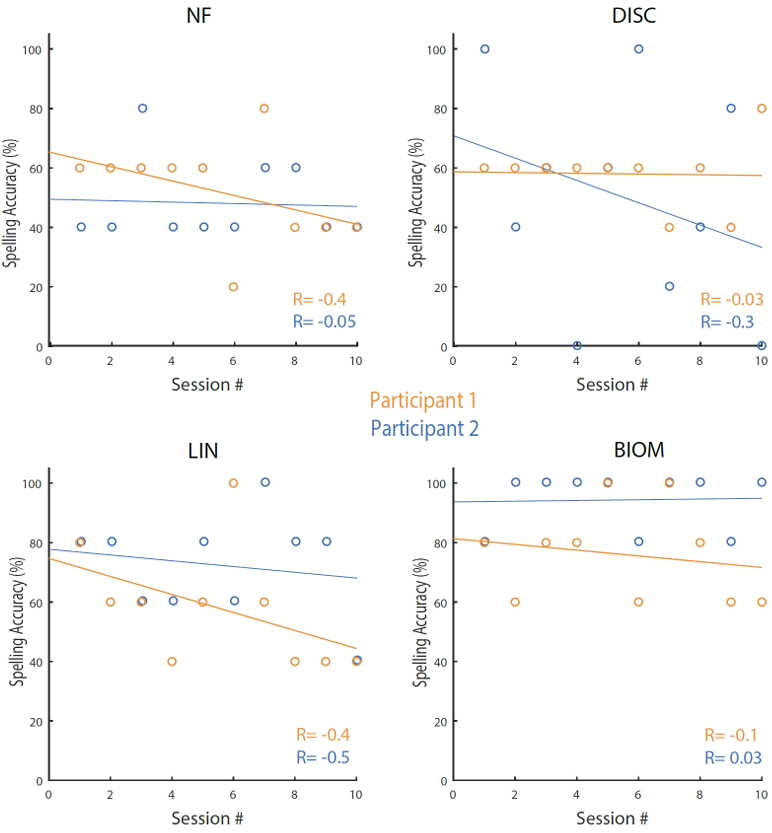 NF
Spelling Accuracy (%)
100
80
60
40
20
0
0 2 4 6 8 10
Session #
R= -0.4
R= -0.05
DISC
Spelling Accuracy (%)
100
80
60
40
20
0
0 2 4 6 8 10
Session #
R= -0.03
R= -0.3
Participant 1
Participant 2
LIN
Spelling Accuracy (%)
100
80
60
40
20
0
0 2 4 6 8 10
Session #
R= -0.4
R= -0.5
BIOM
Spelling Accuracy (%)
100
80
60
40
20
0
0 2 4 6 8 10
Session #
R= -0.1
R= 0.03